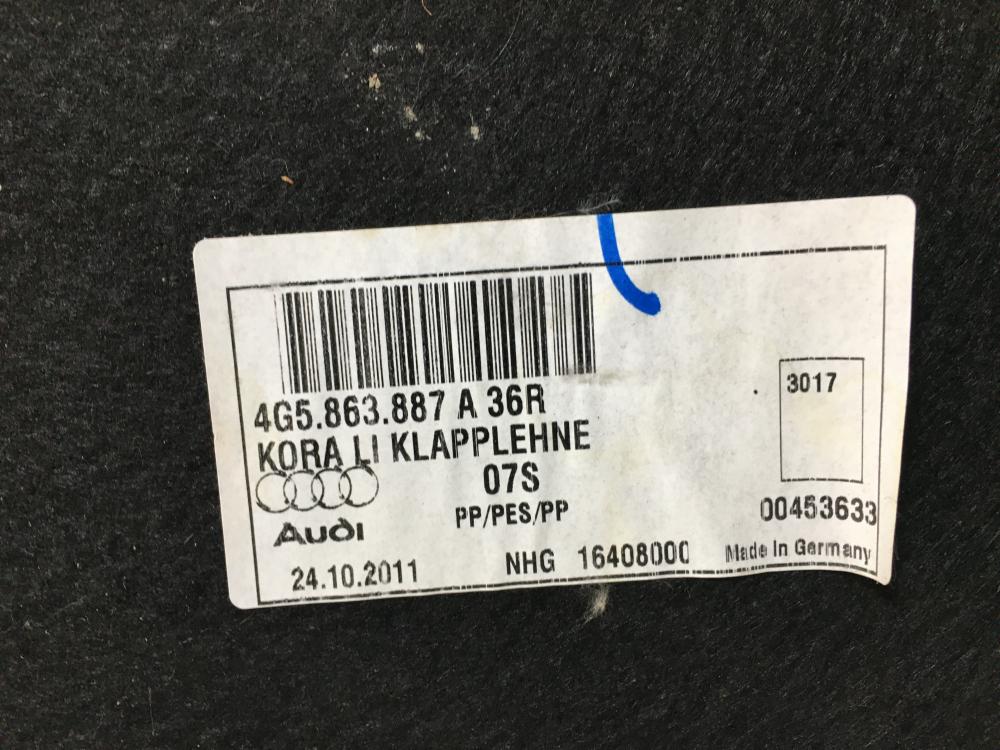 4G5.863.887 A 36R
KORA LI KLAPPLEHNE
07S
PP/PES/PP
Audi
24.10.2011
NHG 16408000
3017
00453633
Made In Germany